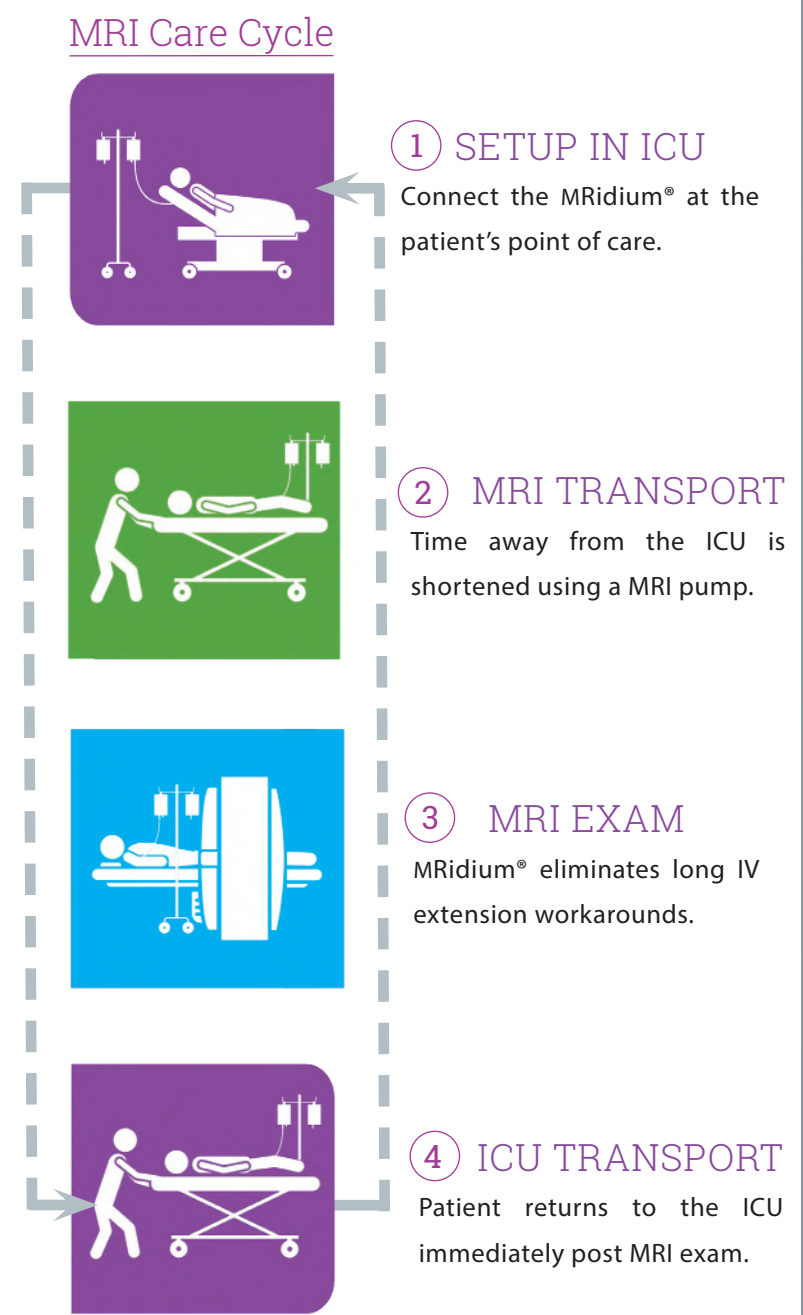 MRI Care Cycle
1 SETUP IN ICU
Connect the MRidium® at the
patient's point of care.
2 MRI TRANSPORT
Time away from the ICU is
shortened using a MRI pump.
3 MRI EXAM
MRidium® eliminates long IV
extension workarounds.
4 ICU TRANSPORT
Patient returns to the ICU
immediately post MRI exam.